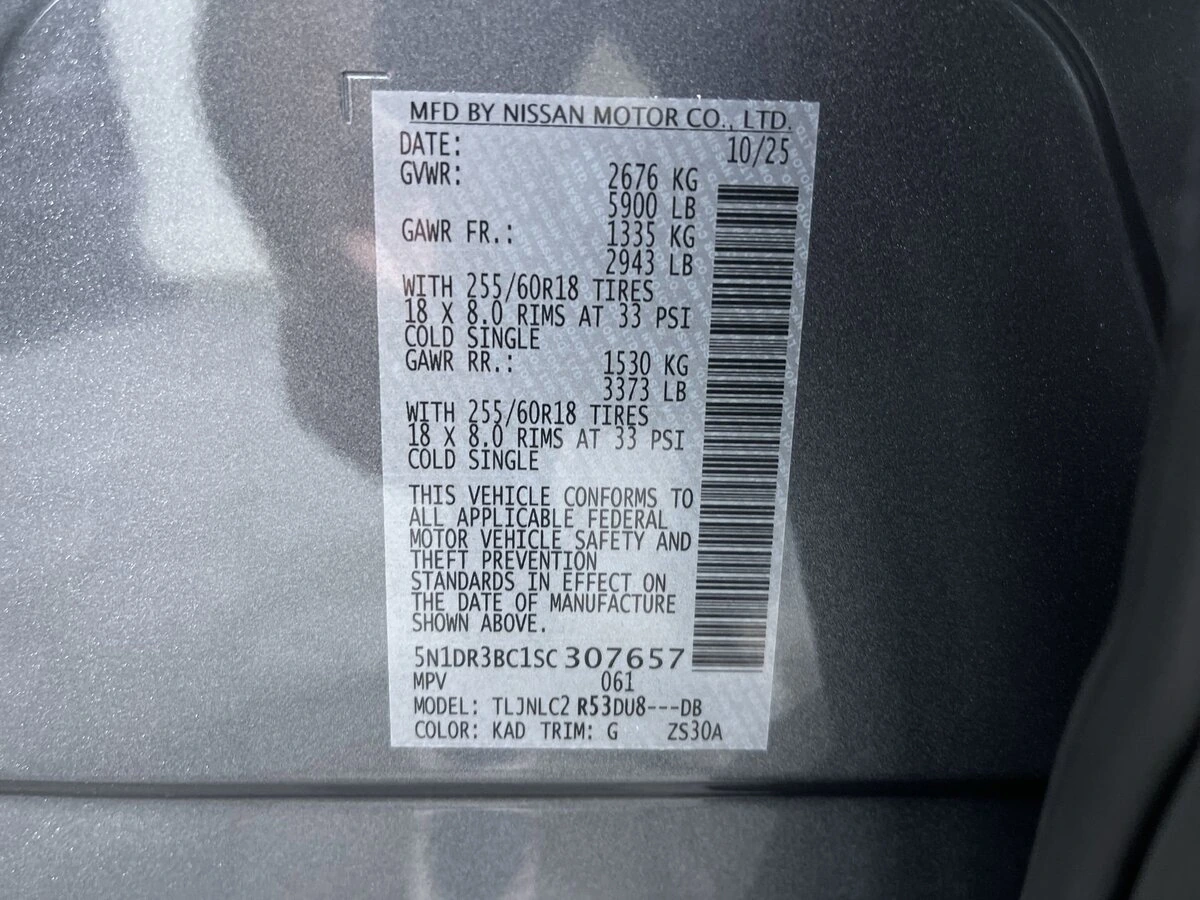 MFD BY NISSAN MOTOR CO., LTD.
DATE: 10/25
GVWR: 2676 KG
5900 LB
GAWR FR.: 1335 KG
2943 LB
WITH 255/60R18 TIRES
18 X 8.0 RIMS AT 33 PSI
COLD SINGLE
GAWR RR.: 1530 KG
3373 LB
WITH 255/60R18 TIRES
18 X 8.0 RIMS AT 33 PSI
COLD SINGLE
THIS VEHICLE CONFORMS TO
ALL APPLICABLE FEDERAL
MOTOR VEHICLE SAFETY AND
THEFT PREVENTION
STANDARDS IN EFFECT ON
THE DATE OF MANUFACTURE
SHOWN ABOVE.
5N1DR3BC1SC307657
MPV 061
MODEL: TLJNLC2 R53DU8---DB
COLOR: KAD TRIM: G ZS30A